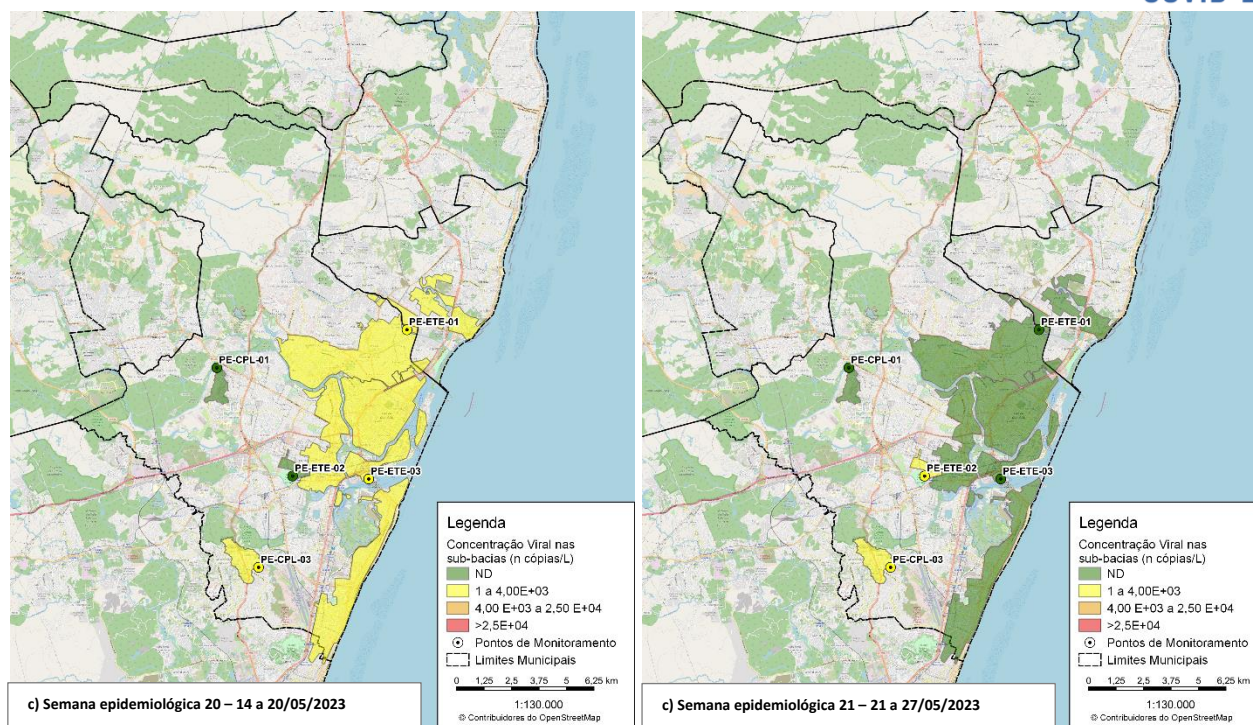 PE-ETE-01
PE-CPL-01
PE-ETE-02
PE-ETE-03
PE-CPL-03
Legenda
Concentração Viral nas
sub-bacias (n cópias/L)
ND
1 a 4,00E+03
4,00 E+03 a 2,50 E+04
>2,5E+04
Pontos de Monitoramento
Limites Municipais
0 1,25 2,5 3,75 5 6,25 km
1:130.000
© Contribuidores do OpenStreetMap
c) Semana epidemiológica 20 – 14 a 20/05/2023
PE-ETE-01
PE-CPL-01
PE-ETE-02
PE-ETE-03
PE-CPL-03
Legenda
Concentração Viral nas
sub-bacias (n cópias/L)
ND
1 a 4,00E+03
4,00 E+03 a 2,50 E+04
>2,5E+04
Pontos de Monitoramento
Limites Municipais
0 1,25 2,5 3,75 5 6,25 km
1:130.000
© Contribuidores do OpenStreetMap
c) Semana epidemiológica 21 – 21 a 27/05/2023